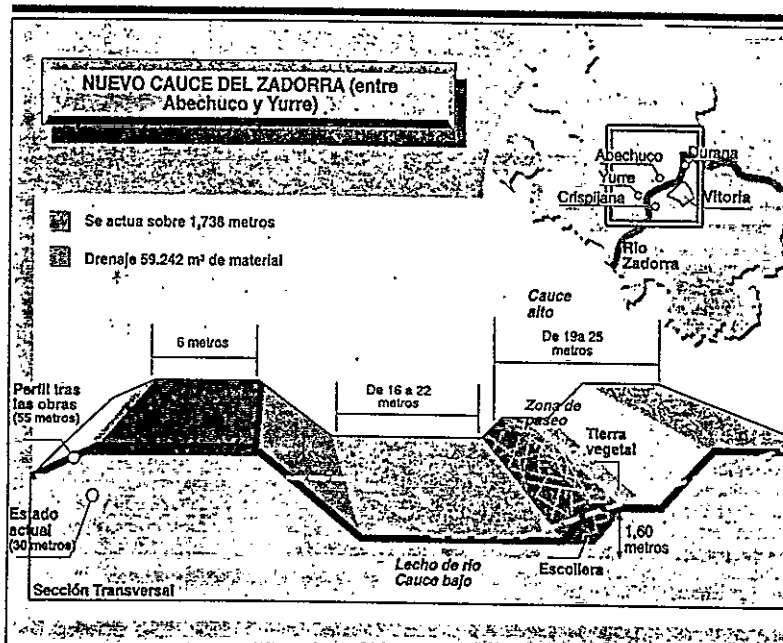 NUEVO CAUCE DEL ZADORRA (entre
Abechuco y Yurre)
Abechuco
Durana
Yurre
Crispijana
Vitoria
Río
Zadorra
Se actua sobre 1,738 metros
Drenaje 59.242 m³ de material
Cauce
alto
6 metros
De 19a 25
metros
De 16 a 22
metros
Perfil tras
las obras
(55 metros)
Zona de
paseo
Tierra
vegetal
Estado
actual
(30 metros)
1,60
metros
Lecho de río
Cauce bajo
Escollera
Sección Transversal